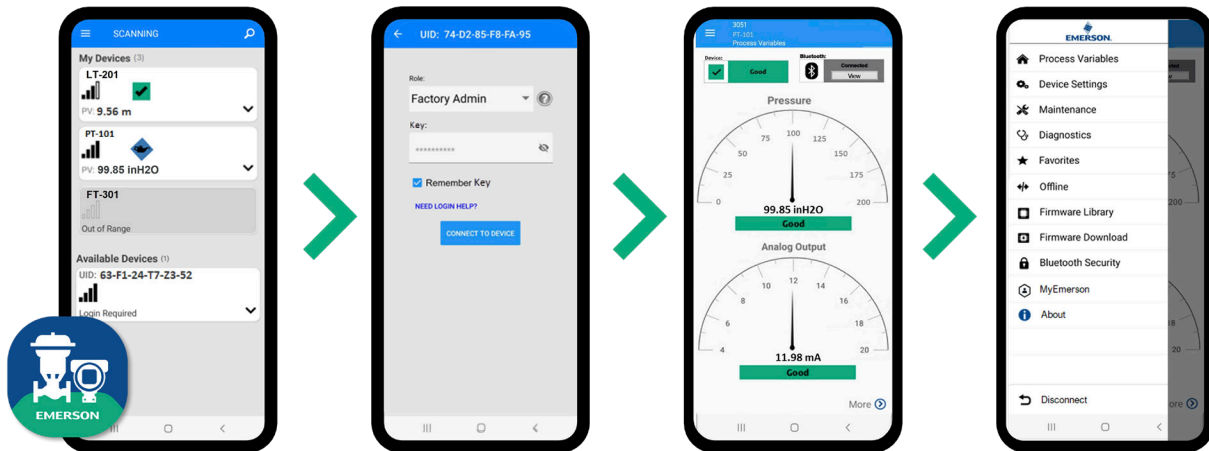 SCANNING
My Devices (3)
LT-201
PV: 9.56 m
PT-101
PV: 99.85 inH2O
FT-301
Out of Range
Available Devices (1)
UID: 63-F1-24-T7-Z3-52
Login Required
EMERSON
UID: 74-D2-85-F8-FA-95
Role:
Factory Admin
Key:
**********
Remember Key
NEED LOGIN HELP?
CONNECT TO DEVICE
3051
PT-101
Process Variables
Device:
Good
Bluetooth:
Connected
View
Pressure
0 25 50 75 100 125 150 175 200
99.85 inH2O
Good
Analog Output
4 6 8 10 12 14 16 18 20
11.98 mA
Good
More
EMERSON.
Process Variables
Device Settings
Maintenance
Diagnostics
Favorites
Offline
Firmware Library
Firmware Download
Bluetooth Security
MyEmerson
About
Disconnect
200
18
20
ore